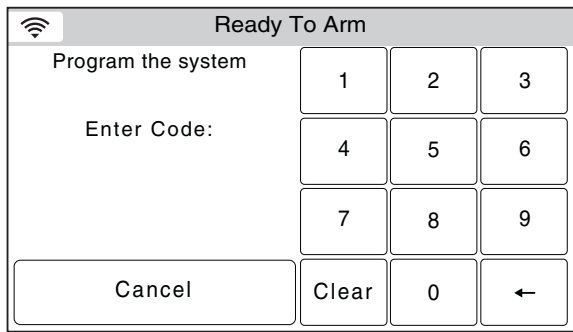 Ready To Arm
Program the system
Enter Code:
1 2 3
4 5 6
7 8 9
Cancel Clear 0 ←